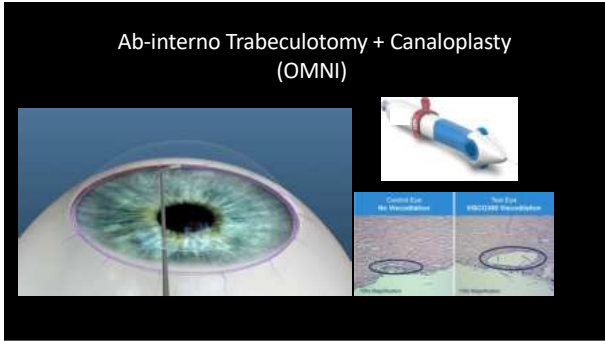 Ab-interno Trabeculotomy + Canaloplasty
(OMNI)
Control Eye
No Viscodilation
Test Eye
VISCO360 Viscodilation